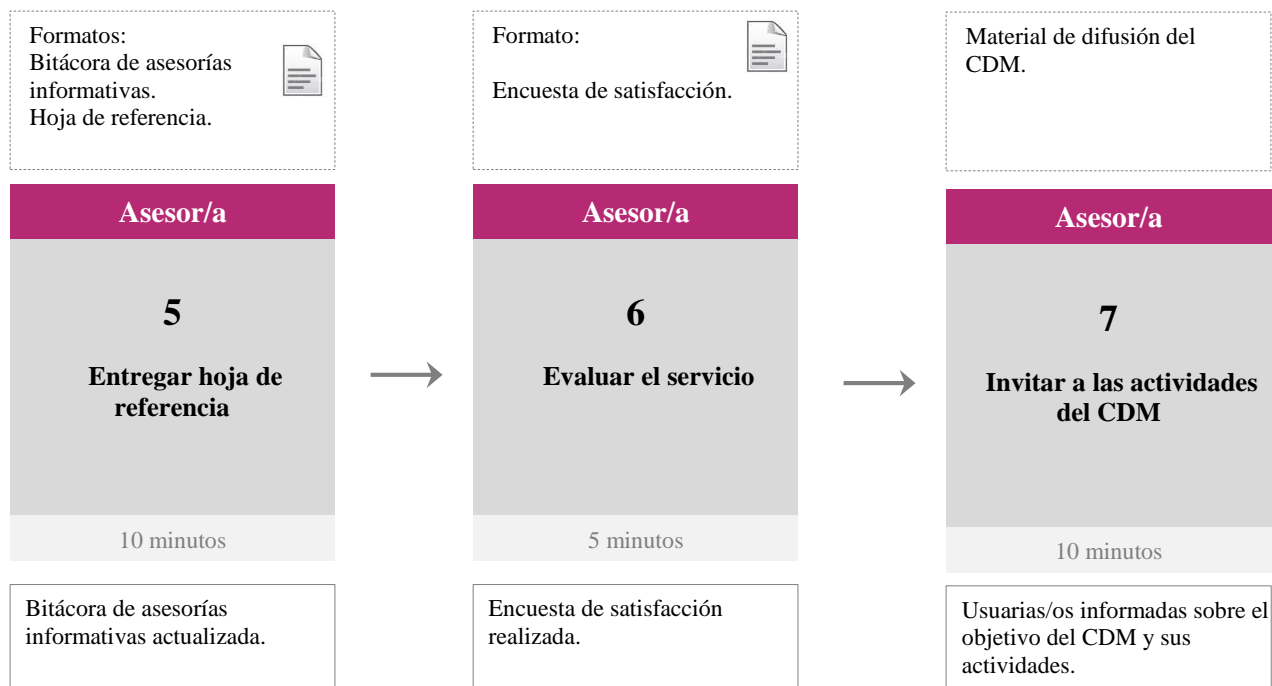 Formatos:
Bitácora de asesorías
informativas.
Hoja de referencia.
Asesor/a
5
Entregar hoja de
referencia
10 minutos
Bitácora de asesorías
informativas actualizada.
Formato:
Encuesta de satisfacción.
Asesor/a
6
Evaluar el servicio
5 minutos
Encuesta de satisfacción
realizada.
Material de difusión del
CDM.
Asesor/a
7
Invitar a las actividades
del CDM
10 minutos
Usuarias/os informadas sobre el
objetivo del CDM y sus
actividades.